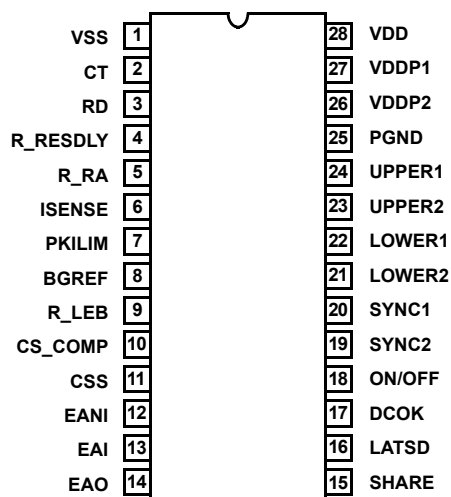 VSS 1 28 VDD
CT 2 27 VDDP1
RD 3 26 VDDP2
R_RESDLY 4 25 PGND
R_RA 5 24 UPPER1
ISENSE 6 23 UPPER2
PKILIM 7 22 LOWER1
BGREF 8 21 LOWER2
R_LEB 9 20 SYNC1
CS_COMP 10 19 SYNC2
CSS 11 18 ON/OFF
EANI 12 17 DCOK
EAI 13 16 LATSD
EAO 14 15 SHARE